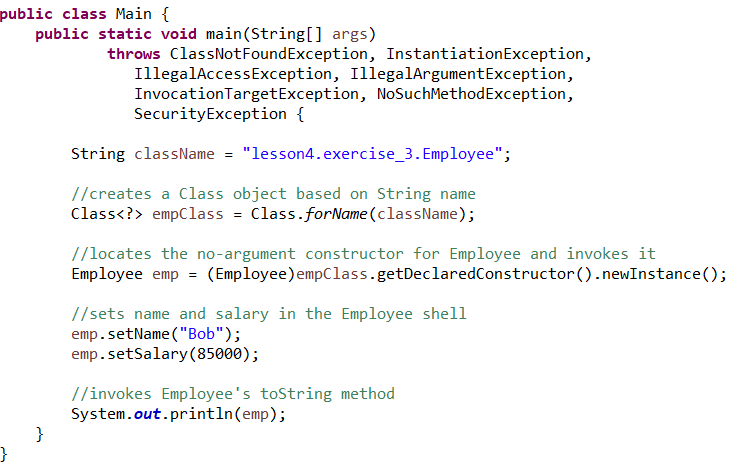 public class Main {
    public static void main(String[] args)
            throws ClassNotFoundException, InstantiationException,
               IllegalAccessException, IllegalArgumentException,
               InvocationTargetException, NoSuchMethodException,
               SecurityException {

        String className = "lesson4.exercise_3.Employee";

        //creates a Class object based on String name
        Class<?> empClass = Class.forName(className);

        //locates the no-argument constructor for Employee and invokes it
        Employee emp = (Employee)empClass.getDeclaredConstructor().newInstance();

        //sets name and salary in the Employee shell
        emp.setName("Bob");
        emp.setSalary(85000);

        //invokes Employee's toString method
        System.out.println(emp);
    }
}